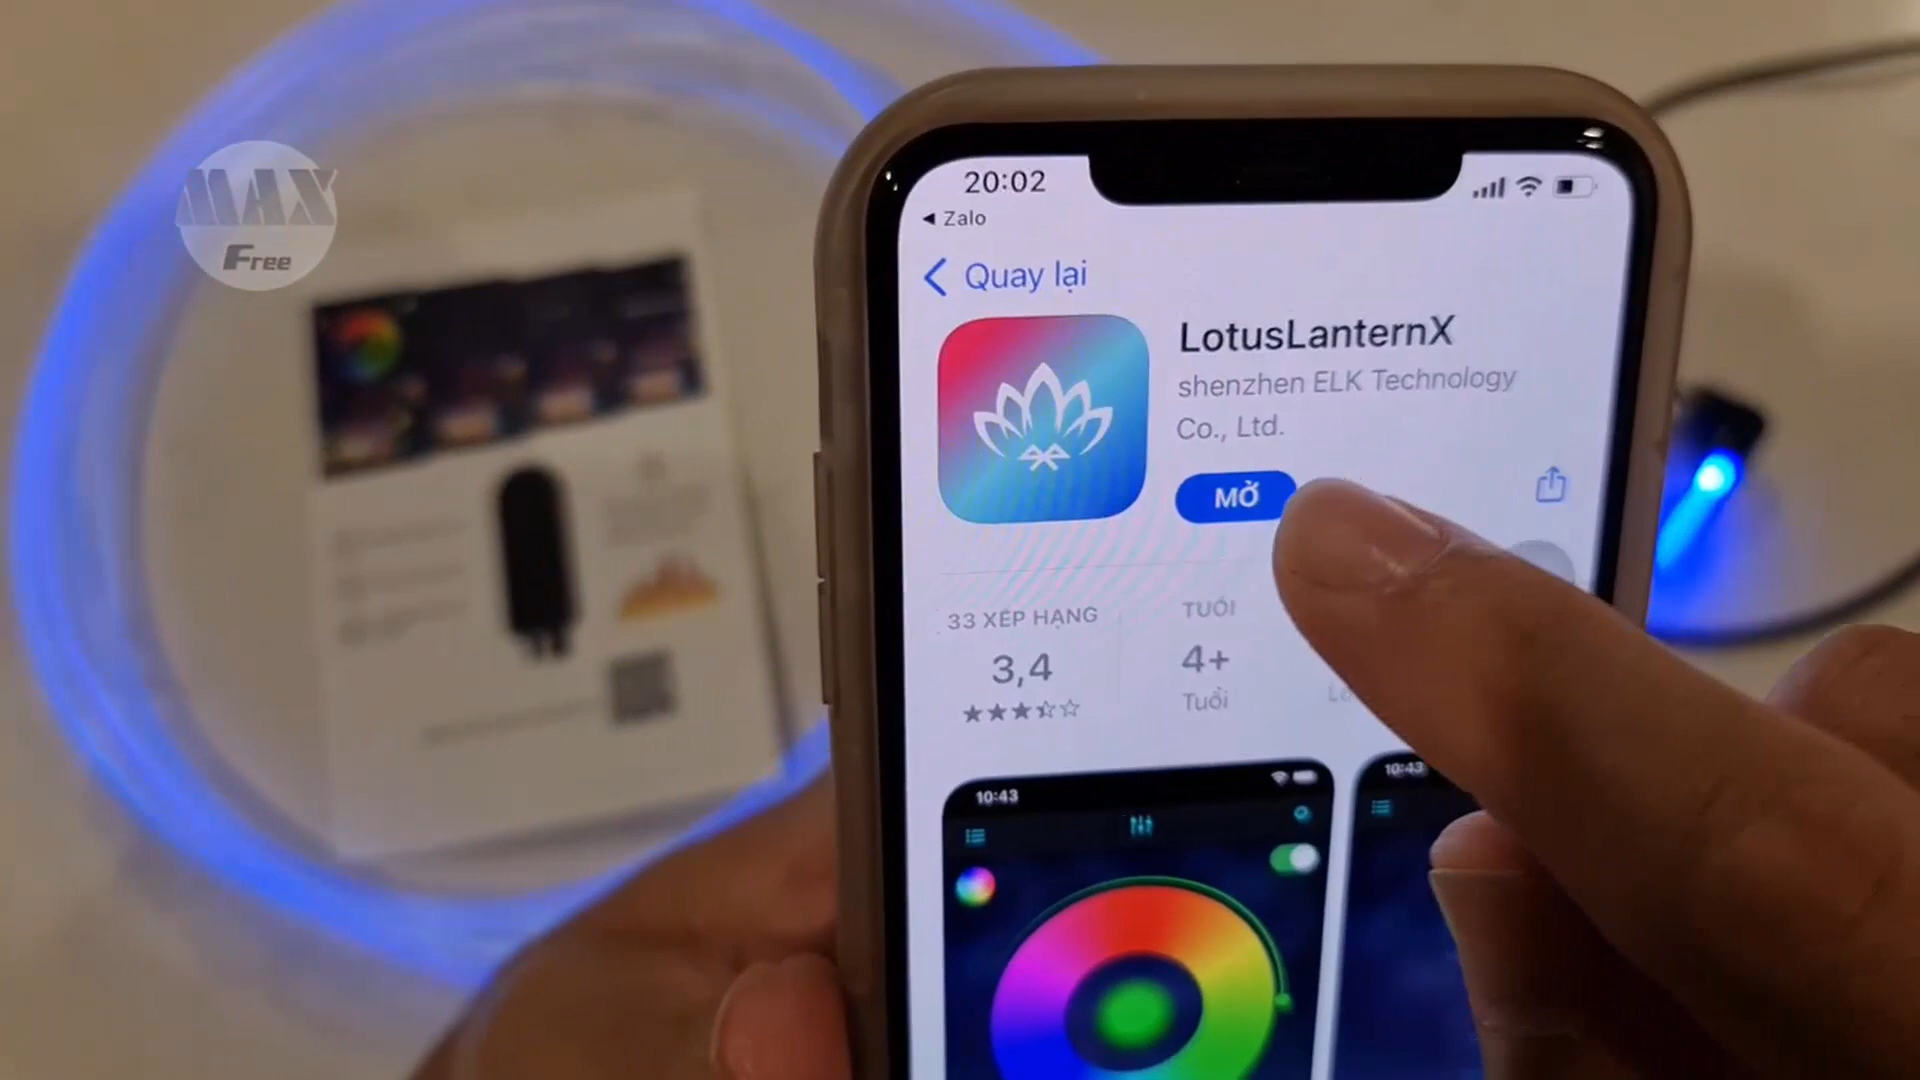 MAX
Free
20:02
◀ Zalo
Quay lại
LotusLanternX
shenzhen ELK Technology
Co., Ltd.
MỞ
33 XẾP HẠNG
3,4
TUỔI
4+
Tuổi
10:43
10:43